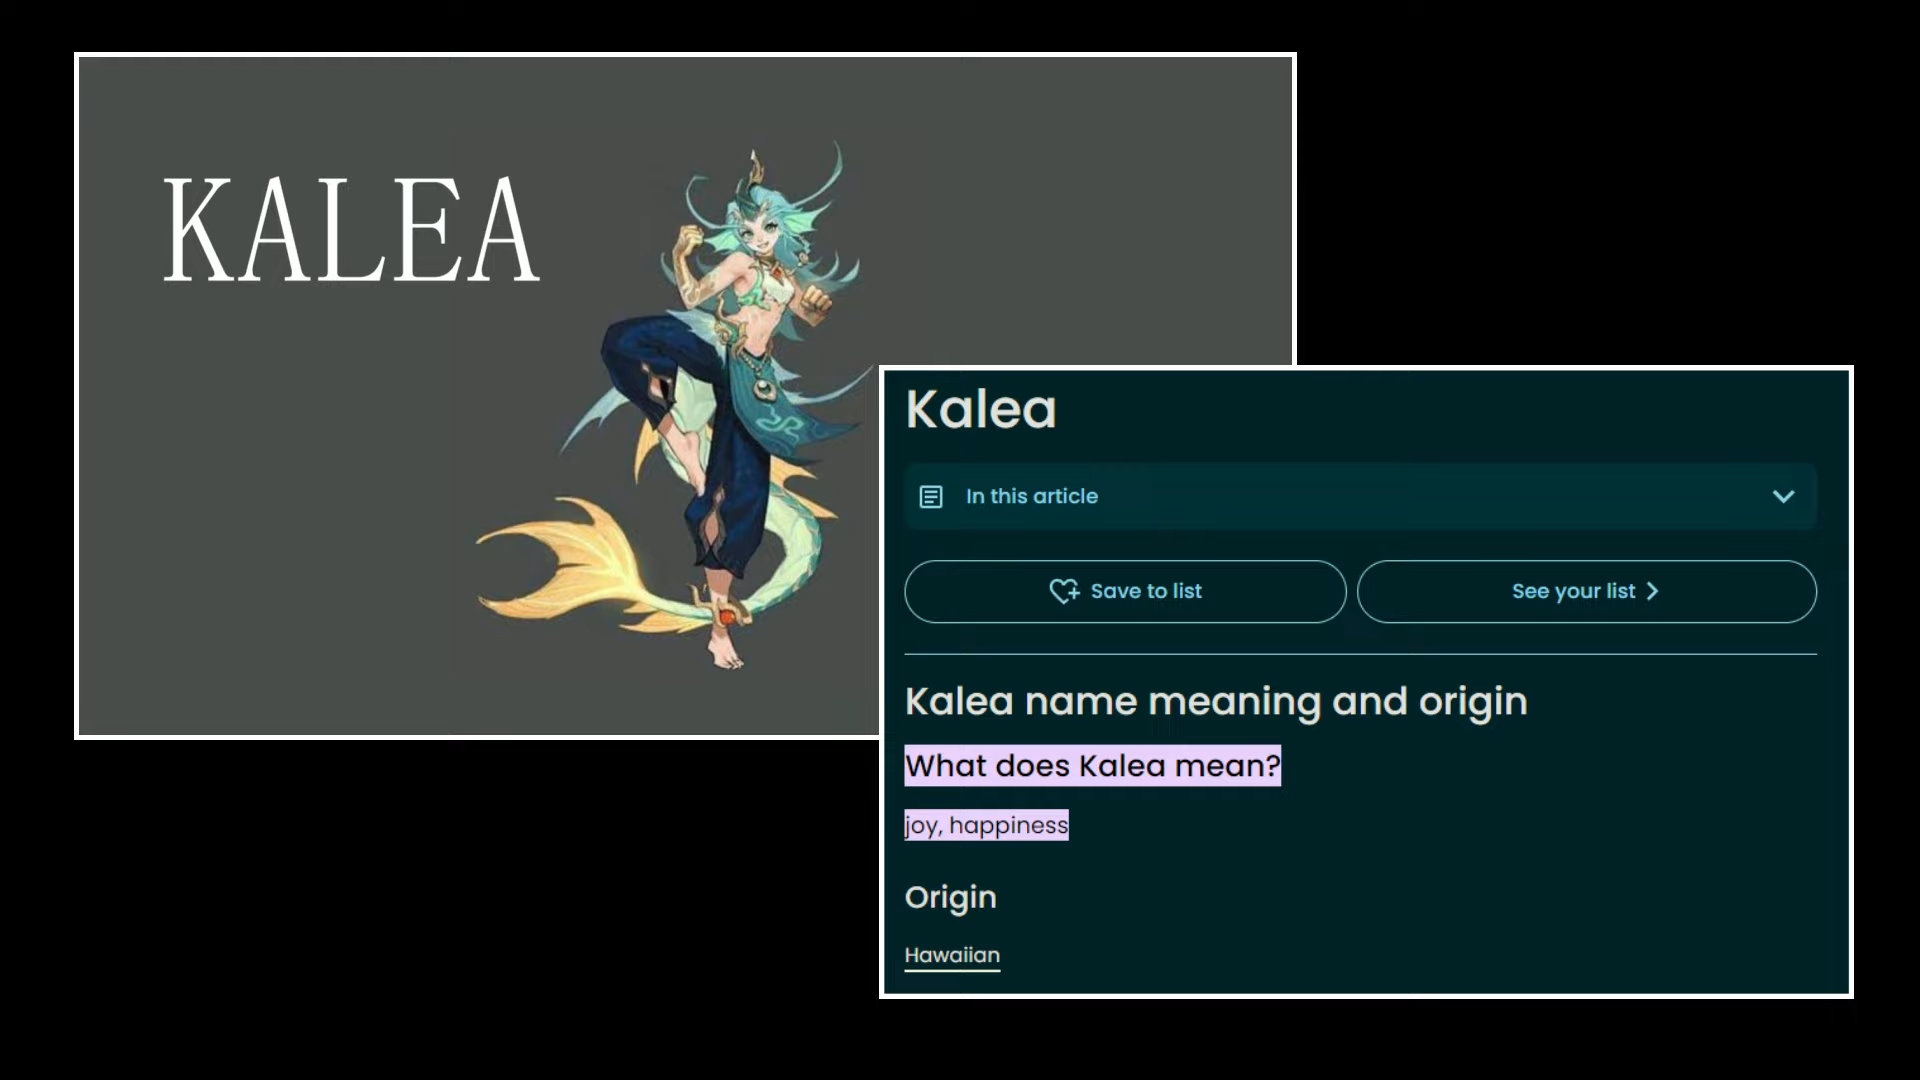 KALEA
Kalea
In this article
Save to list
See your list
Kalea name meaning and origin
What does Kalea mean?
joy, happiness
Origin
Hawaiian